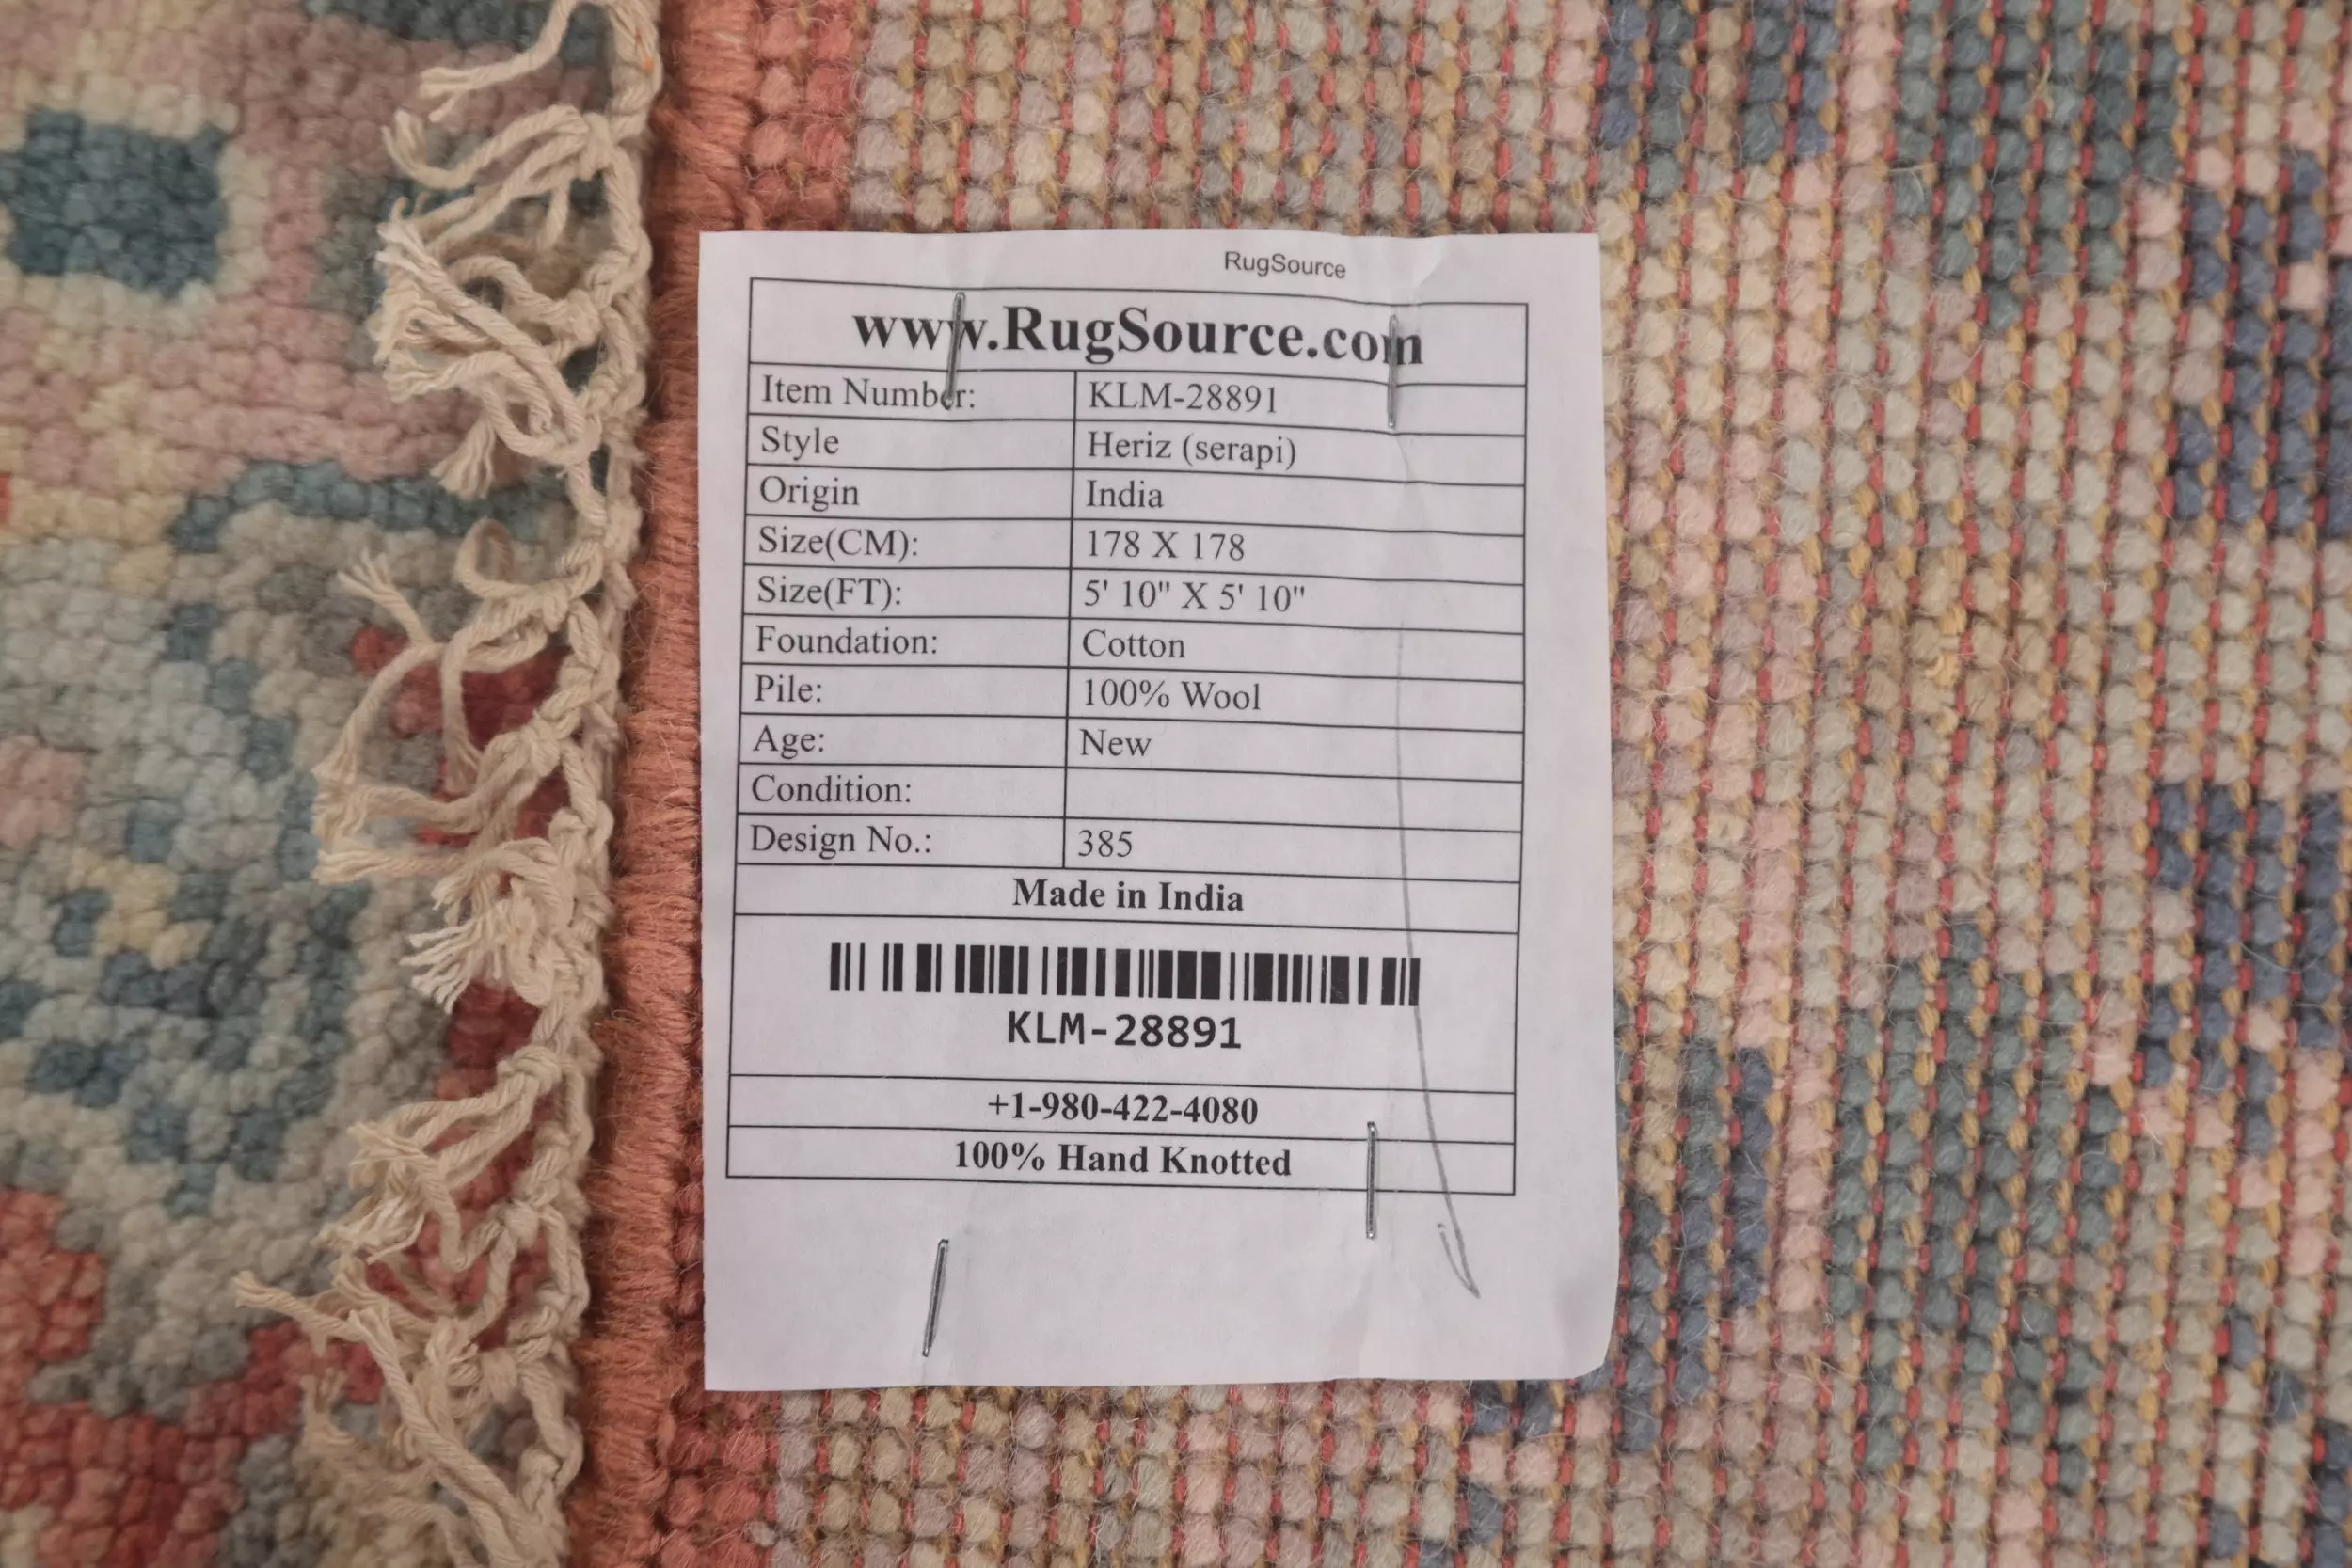 RugSource
www.RugSource.com
Item Number: KLM-28891
Style Heriz (serapi)
Origin India
Size(CM): 178 X 178
Size(FT): 5' 10" X 5' 10"
Foundation: Cotton
Pile: 100% Wool
Age: New
Condition:
Design No.: 385
Made in India
KLM-28891
+1-980-422-4080
100% Hand Knotted